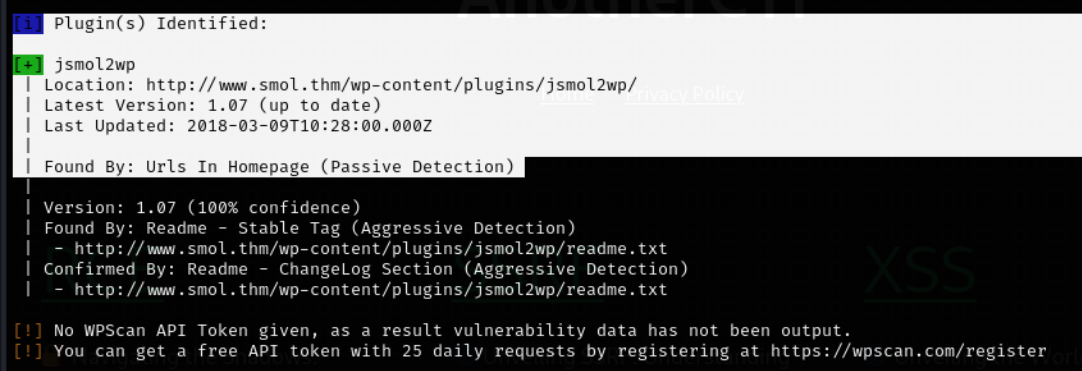 AnotherCTF
[i] Plugin(s) Identified:
[+] jsmol2wp
| Location: http://www.smol.thm/wp-content/plugins/jsmol2wp/
| Latest Version: 1.07 (up to date)
Home Privacy Policy
| Last Updated: 2018-03-09T10:28:00.000Z
|
| Found By: Urls In Homepage (Passive Detection)
|
| Version: 1.07 (100% confidence)
| Found By: Readme - Stable Tag (Aggressive Detection)
| - http://www.smol.thm/wp-content/plugins/jsmol2wp/readme.txt
| Confirmed By: Readme - ChangeLog Section (Aggressive Detection)
| - http://www.smol.thm/wp-content/plugins/jsmol2wp/readme.txt
XSS
[!] No WPScan API Token given, as a result vulnerability data has not been output.
[!] You can get a free API token with 25 daily requests by registering at https://wpscan.com/register